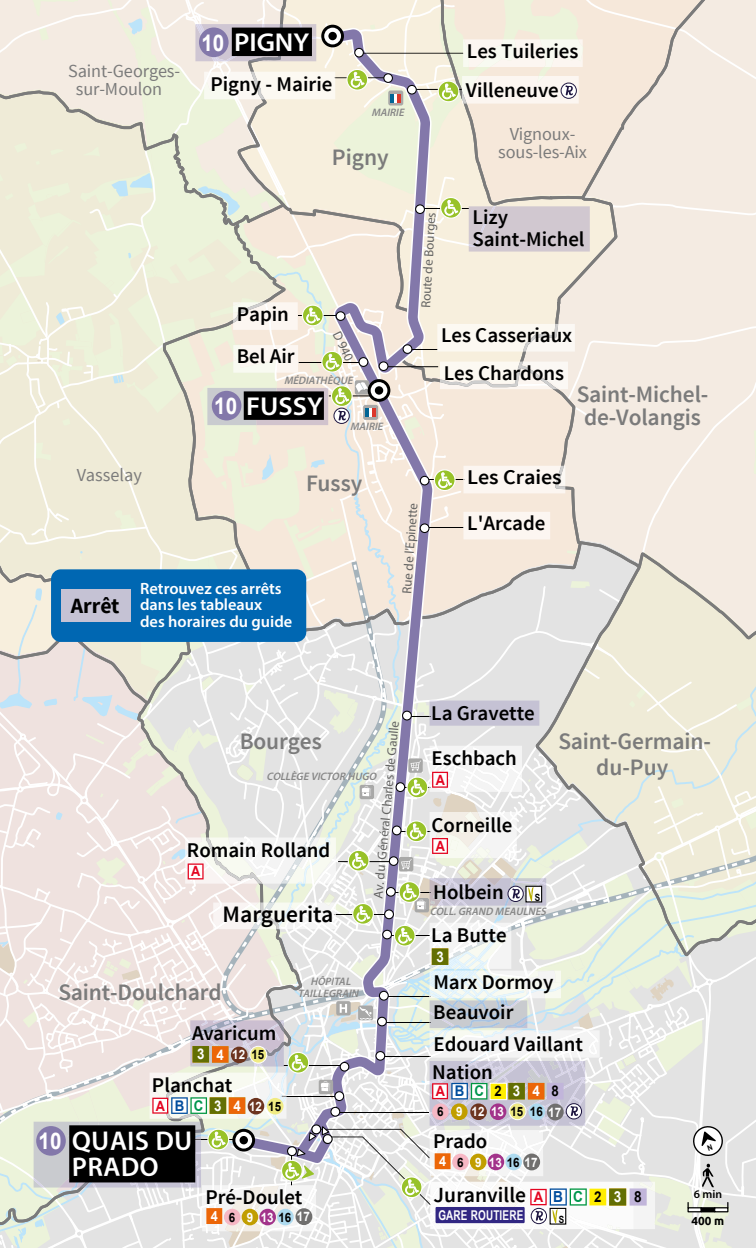 10 PIGNY
Les Tuileries
Saint-Georges-
sur-Moulon
Pigny - Mairie
Villeneuve R
MAIRIE
Vignoux-
sous-les-Aix
Pigny
Lizy
Saint-Michel
Route de Bourges
Papin
D 940
Les Casseriaux
Bel Air
Les Chardons
MÉDIATHÈQUE
10 FUSSY
R
MAIRIE
Saint-Michel-
de-Volangis
Vasselay
Fussy
Les Craies
L'Arcade
Rue de l'Epinette
Arrêt
Retrouvez ces arrêts
dans les tableaux
des horaires du guide
La Gravette
Bourges
Saint-Germain-
du-Puy
Av. du Général Charles de Gaulle
Eschbach
A
COLLÈGE VICTOR HUGO
Corneille
A
Romain Rolland
A
Holbein R Vs
COLL. GRAND MEAULNES
Marguerita
La Butte
3
Saint-Doulchard
HÔPITAL
TAILLEGRAIN
H
Marx Dormoy
Beauvoir
Avaricum
3 4 12 15
Edouard Vaillant
Nation
A B C 2 3 4 8
6 9 12 13 15 16 17 R
Planchat
A B C 3 4 12 15
10 QUAIS DU
PRADO
Prado
4 6 9 13 16 17
Pré-Doulet
4 6 9 13 16 17
Juranville A B C 2 3 8
GARE ROUTIERE R Vs
N
6 min
400 m